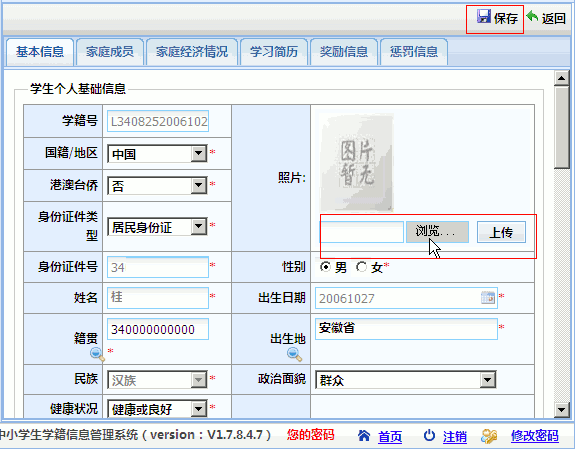 保存 返回
基本信息 家庭成员 家庭经济情况 学习简历 奖励信息 惩罚信息
学生个人基础信息
学籍号 L3408252006102
国籍/地区 中国 *
港澳台侨 否 *
照片:
图片
暂无
身份证件类型 居民身份证 *
浏览... 上传
身份证件号 34 *
性别 男 女*
姓名 桂 *
出生日期 20061027 *
籍贯 340000000000 *
出生地 安徽省 *
民族 汉族 *
政治面貌 群众
健康状况 健康或良好 *
中小学生学籍信息管理系统(version:V1.7.8.4.7) 您的密码 首页 注销 修改密码